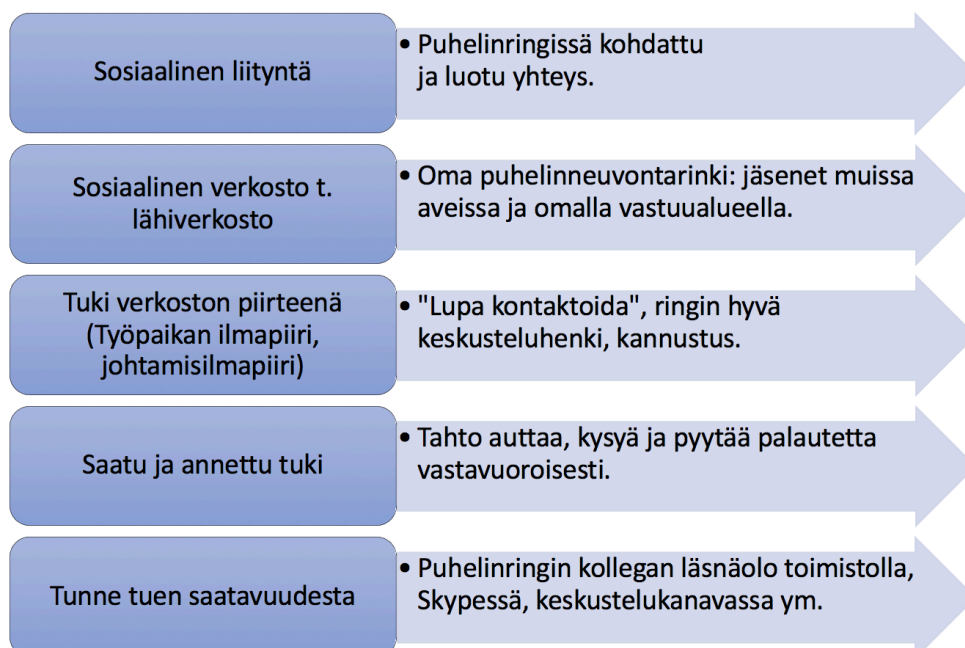 Sosiaalinen liityntä
• Puhelinringissä kohdattu
ja luotu yhteys.
Sosiaalinen verkosto t.
lähiverkosto
• Oma puhelinneuvontarinki: jäsenet muissa
aveissa ja omalla vastuualueella.
Tuki verkoston piirteenä
(Työpaikan ilmapiiri,
johtamisilmapiiri)
• "Lupa kontaktoida", ringin hyvä
keskusteluhenki, kannustus.
Saatu ja annettu tuki
• Tahto auttaa, kysyä ja pyytää palautetta
vastavuoroisesti.
Tunne tuen saatavuudesta
• Puhelinringin kollegan läsnäolo toimistolla,
Skypessä, keskustelukanavassa ym.